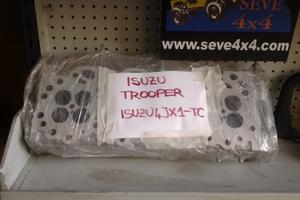 SEVE
4x4
www.seve4x4.com
ISUZU
TROOPER
ISUZU4JX1-TC